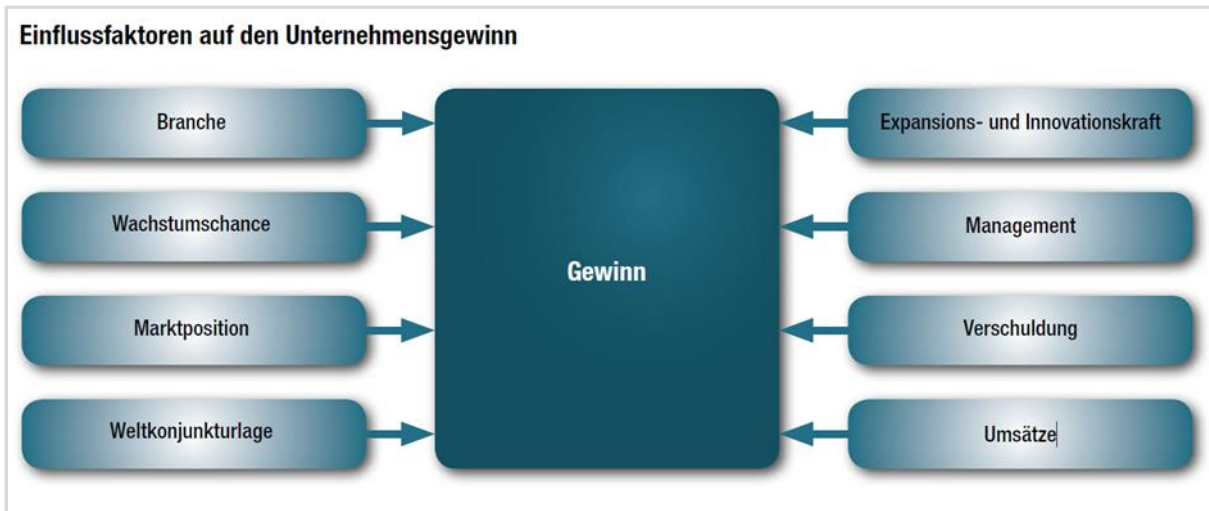 Einflussfaktoren auf den Unternehmensgewinn
Branche
Wachstumschance
Marktposition
Weltkonjunkturlage
Gewinn
Expansions- und Innovationskraft
Management
Verschuldung
Umsätze